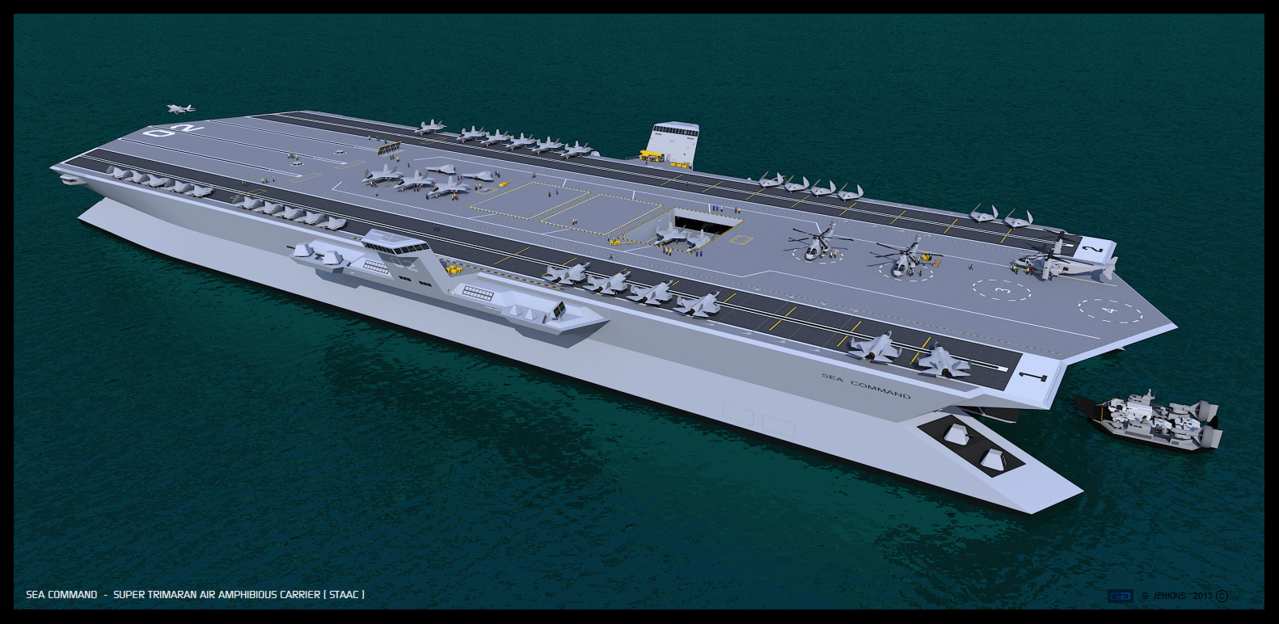 02
2
3
4
1
SEA COMMAND
SEA COMMAND - SUPER TRIMARAN AIR AMPHIBIOUS CARRIER [ STAAC ]
G. JENKINS 2013 ©